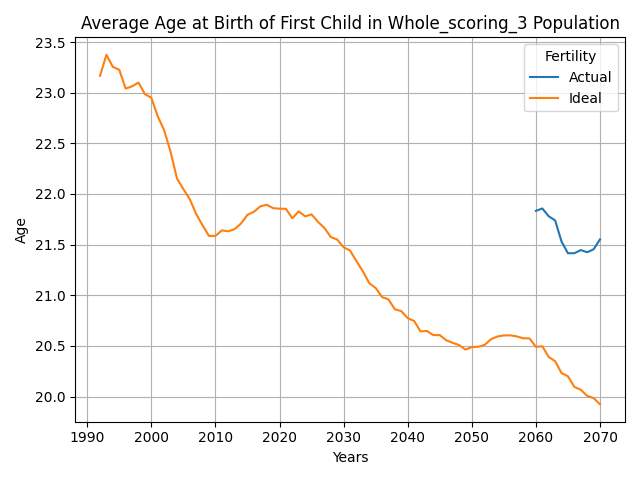 Average Age at Birth of First Child in Whole_scoring_3 Population
Fertility
Actual
Ideal
Age
23.5
23.0
22.5
22.0
21.5
21.0
20.5
20.0
1990 2000 2010 2020 2030 2040 2050 2060 2070
Years